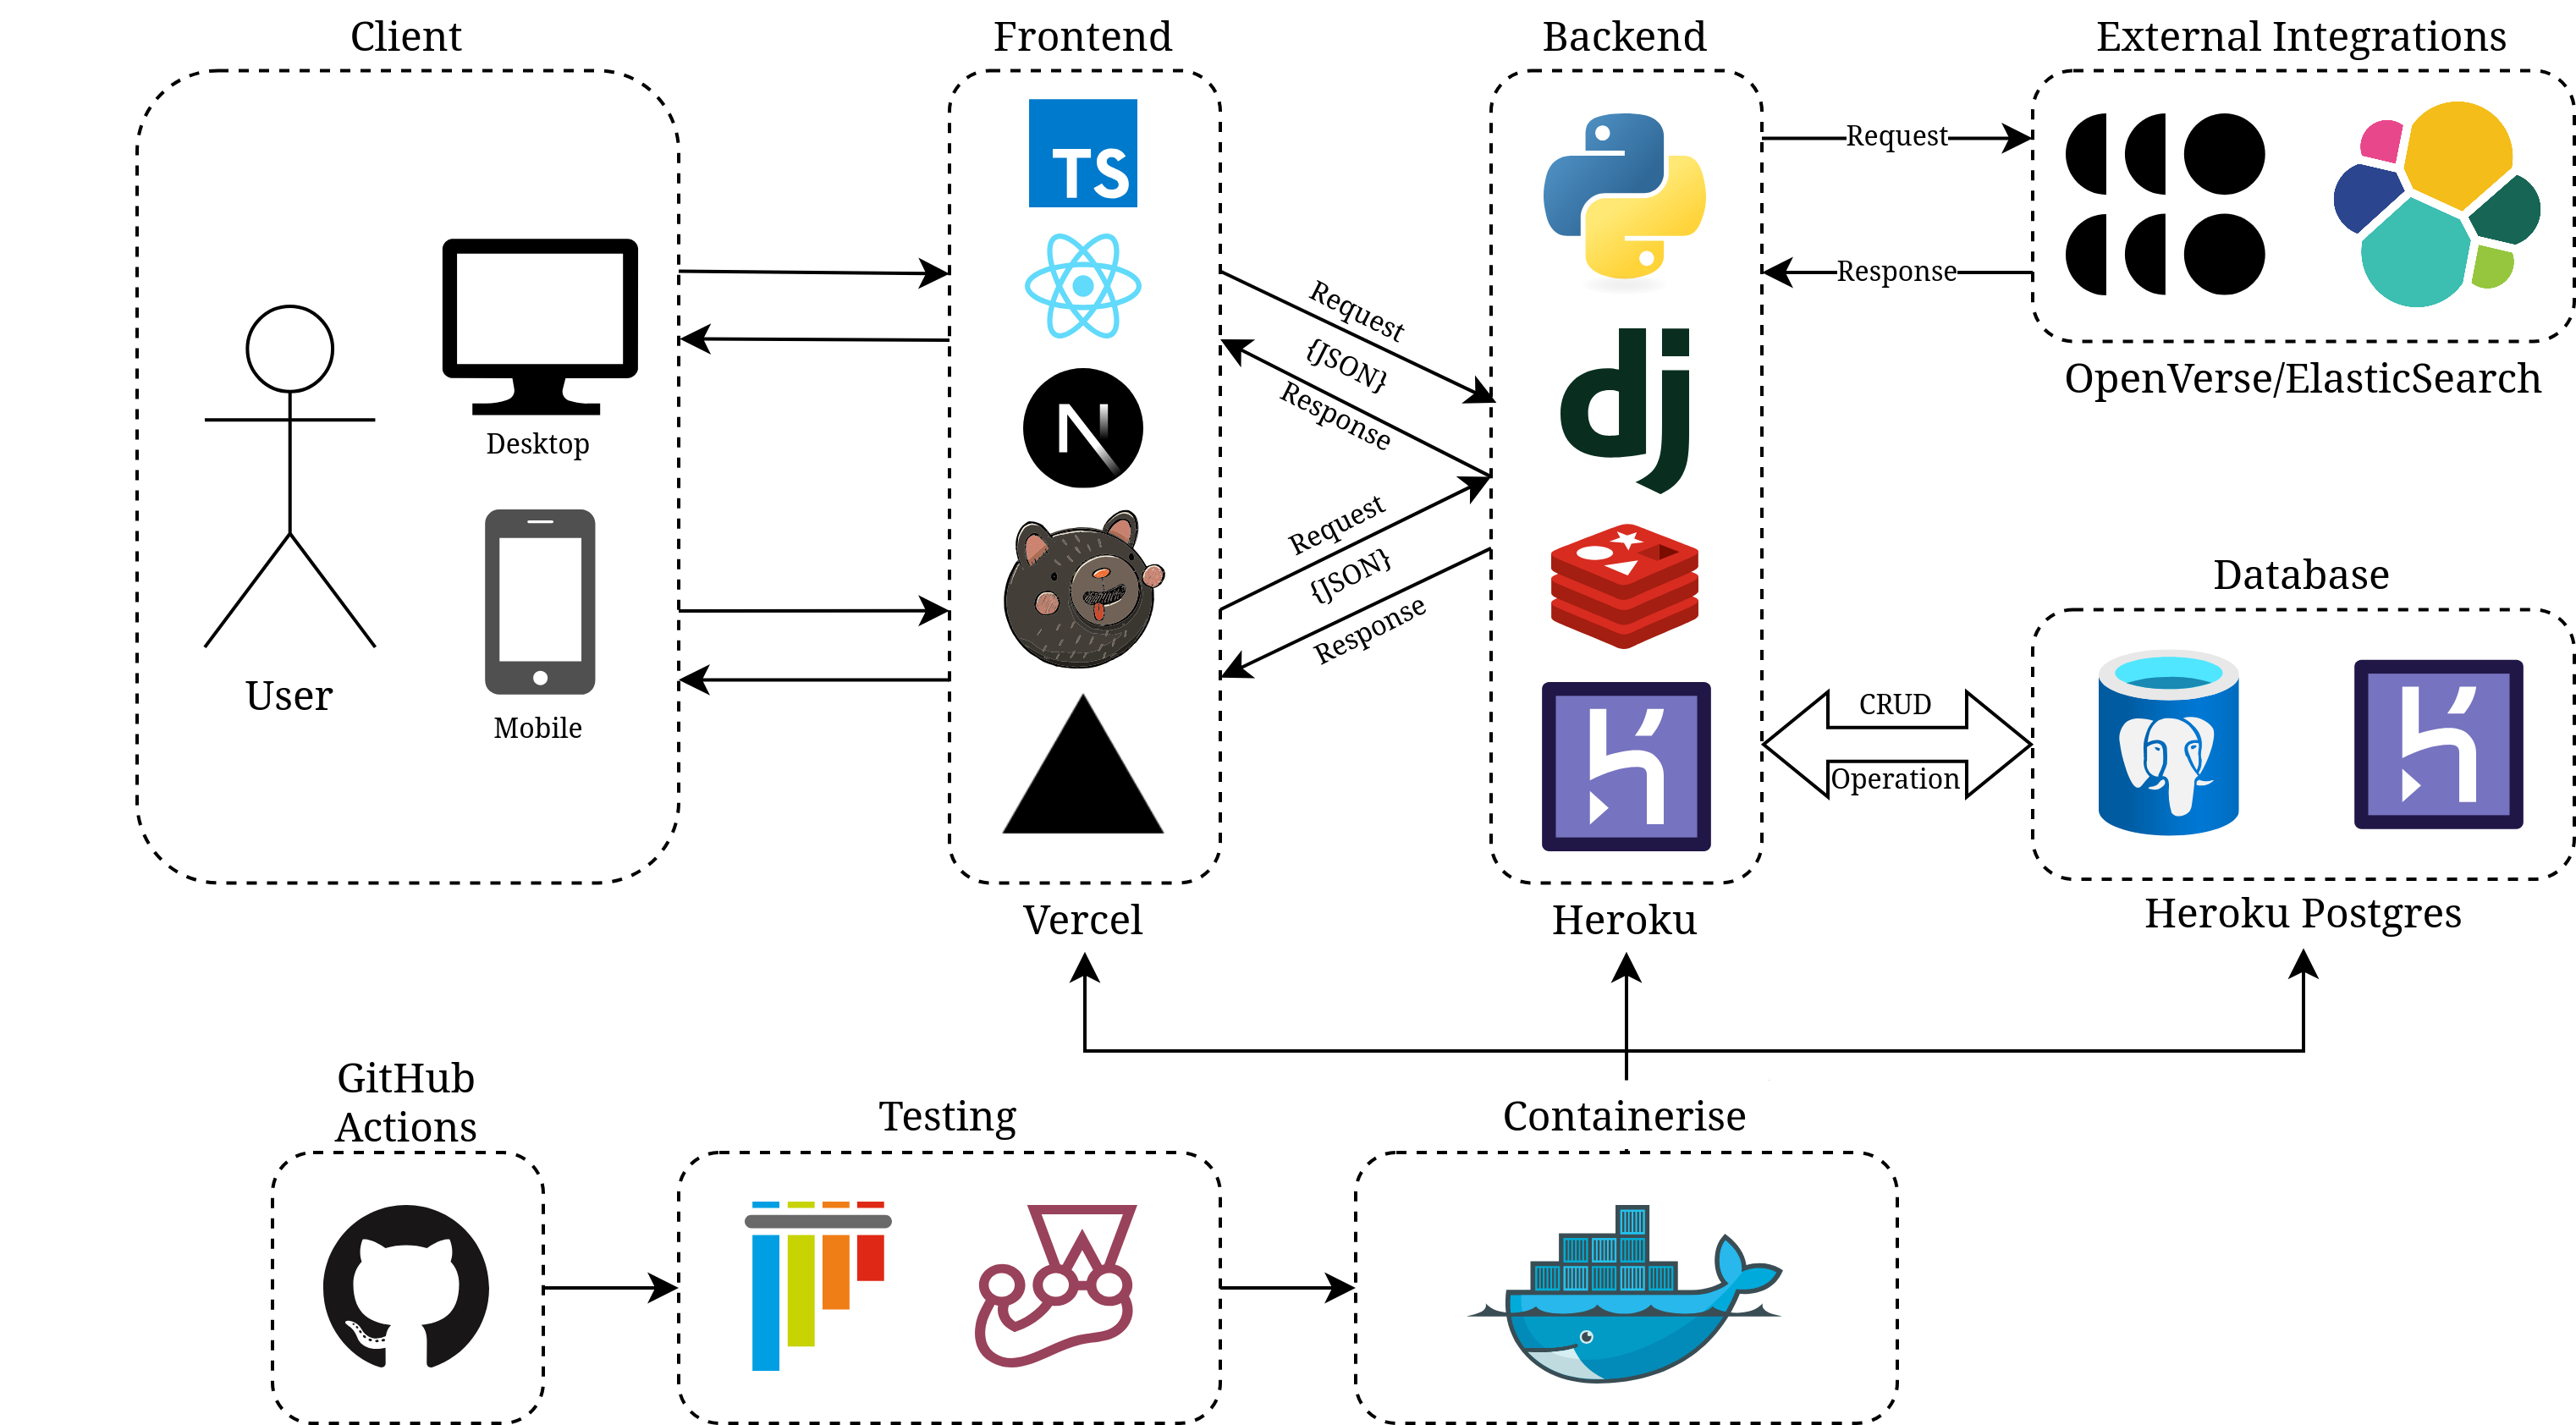 Client
Frontend
Backend
External Integrations
TS
Request
Response
Request
{JSON}
Response
Request
{JSON}
Response
OpenVerse/ElasticSearch
Desktop
User
Mobile
N
dj
Database
CRUD
Operation
Vercel
Heroku
Heroku Postgres
GitHub
Actions
Testing
Containerise